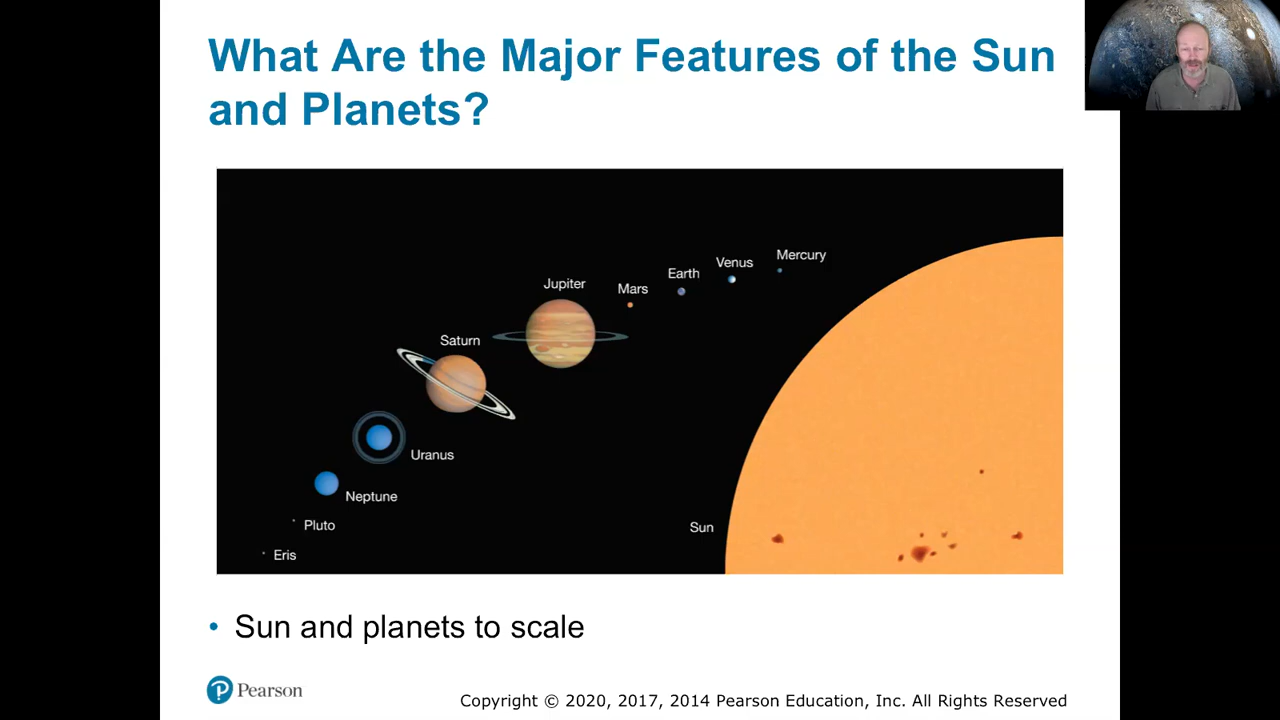 What Are the Major Features of the Sun
and Planets?
Mercury
Venus
Earth
Mars
Jupiter
Saturn
Uranus
Neptune
Pluto
Sun
Eris
• Sun and planets to scale
P Pearson
Copyright © 2020, 2017, 2014 Pearson Education, Inc. All Rights Reserved